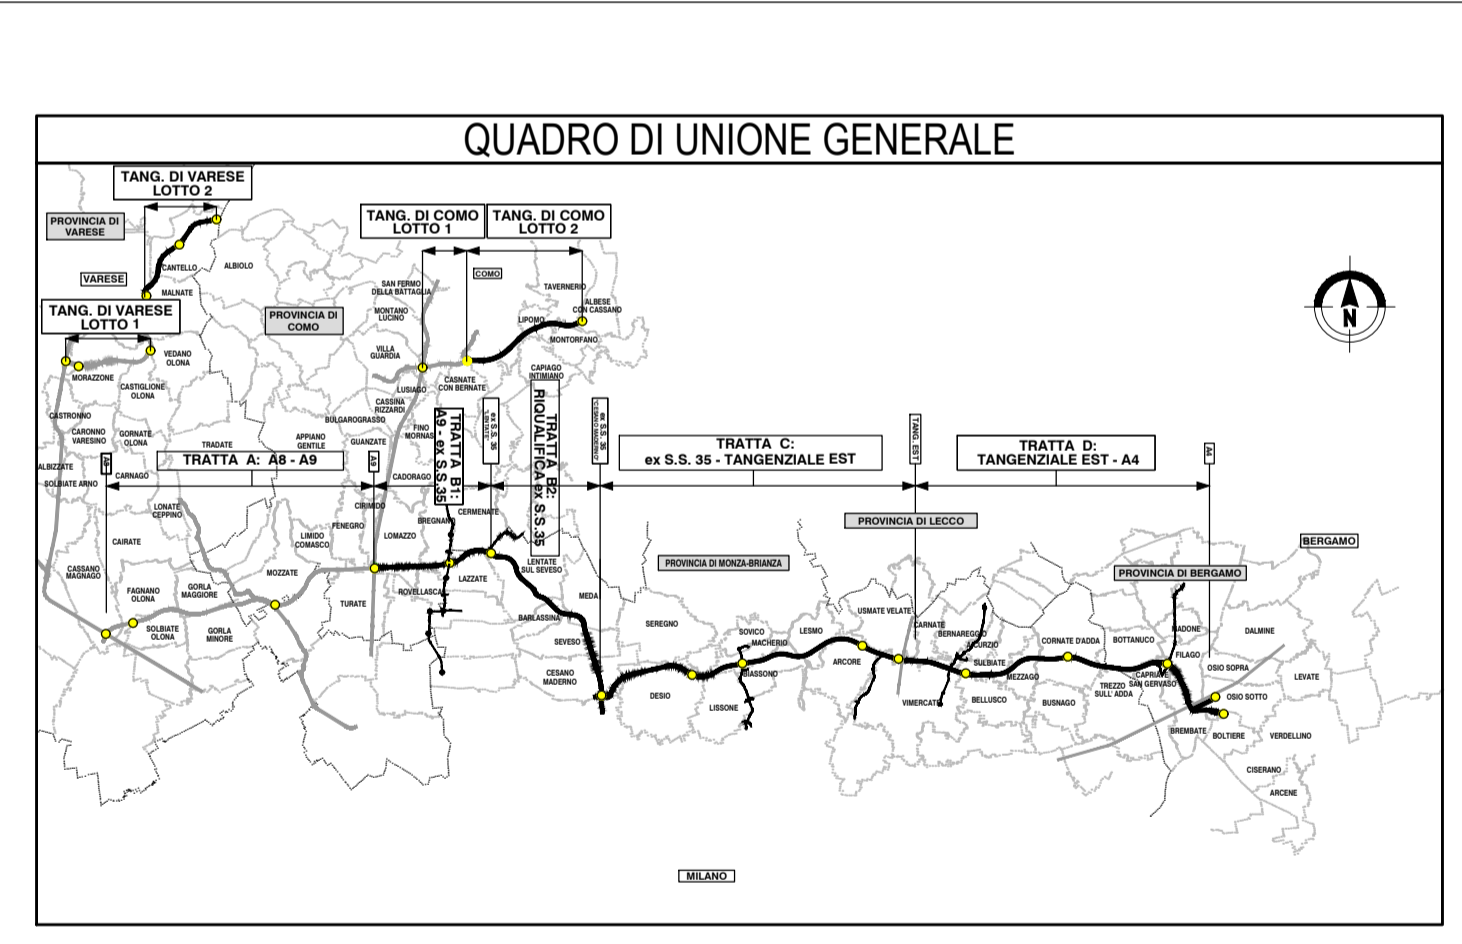 QUADRO DI UNIONE GENERALE
TANG. DI VARESE
LOTTO 2
PROVINCIA DI
VARESE
TANG. DI COMO
LOTTO 1
TANG. DI COMO
LOTTO 2
CANTELLO
ALBIOLO
VARESE
MALNATE
COMO
SAN FERMO
DELLA BATTAGLIA
TAVERNERIO
ALBESE
CON CASSANO
TANG. DI VARESE
LOTTO 1
PROVINCIA DI
COMO
MONTANO
LUCINO
LIPOMO
MONTORFANO
N
VILLA
GUARDIA
VEDANO
OLONA
MORAZZONE
CASTIGLIONE
OLONA
LUSIAGO
CASNATE
CON BERNATE
CAPIAGO
INTIMIANO
CASSINA
RIZZARDI
CASTRONNO
BULGAROGRASSO
CARONNO
VARESINO
GORNATE
OLONA
TRADATE
APPIANO
GENTILE
GUANZATE
FINO
MORNAS
TRATTA B1:
A9 - ex S.S.35
ex S.S. 35
"LENTATE"
TRATTA B2:
RIQUALIFICA ex S.S.35
ex S.S. 35
"CESANO MADERNO"
TRATTA C:
ex S.S. 35 - TANGENZIALE EST
TANG. EST
TRATTA D:
TANGENZIALE EST - A4
A4
A8
TRATTA A: A8 - A9
A9
ALBIZZATE
SOLBIATE ARNO
CARNAGO
CADORAGO
LONATE
CEPPINO
CIRIMIDO
FENEGRO
BREGNANO
CERMENATE
PROVINCIA DI LECCO
CAIRATE
LIMIDO
COMASCO
LOMAZZO
BERGAMO
CASSANO
MAGNAGO
MOZZATE
LAZZATE
LENTATE
SUL SEVESO
PROVINCIA DI MONZA-BRIANZA
PROVINCIA DI BERGAMO
FAGNANO
OLONA
GORLA
MAGGIORE
TURATE
ROVELLASCA
MEDA
SOLBIATE
OLONA
GORLA
MINORE
BARLASSINA
SEVESO
SEREGNO
SOVICO
MACHERIO
LESMO
USMATE VELATE
CARNATE
BERNAREGGIO
CORNATE D'ADDA
BOTTANUCO
MADONE
DALMINE
FILAGO
ARCORE
SULBIATE
MEZZAGO
OSIO SOPRA
CESANO
MADERNO
BIASSONO
TREZZO
SULL' ADDA
CAPRIATE
SAN GERVASO
LEVATE
DESIO
LISSONE
VIMERCATE
BELLUSCO
BUSNAGO
OSIO SOTTO
BREMBATE
BOLTIERE
VERDELLINO
CISERANO
ARCENE
MILANO